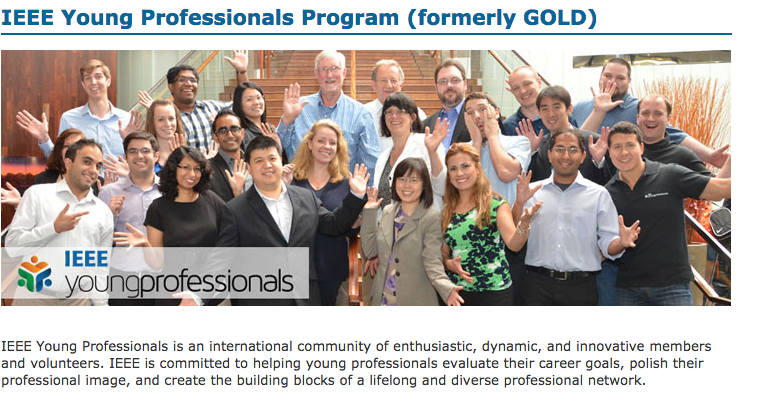 IEEE Young Professionals Program (formerly GOLD)
IEEE
youngprofessionals
IEEE Young Professionals is an international community of enthusiastic, dynamic, and innovative members
and volunteers. IEEE is committed to helping young professionals evaluate their career goals, polish their
professional image, and create the building blocks of a lifelong and diverse professional network.